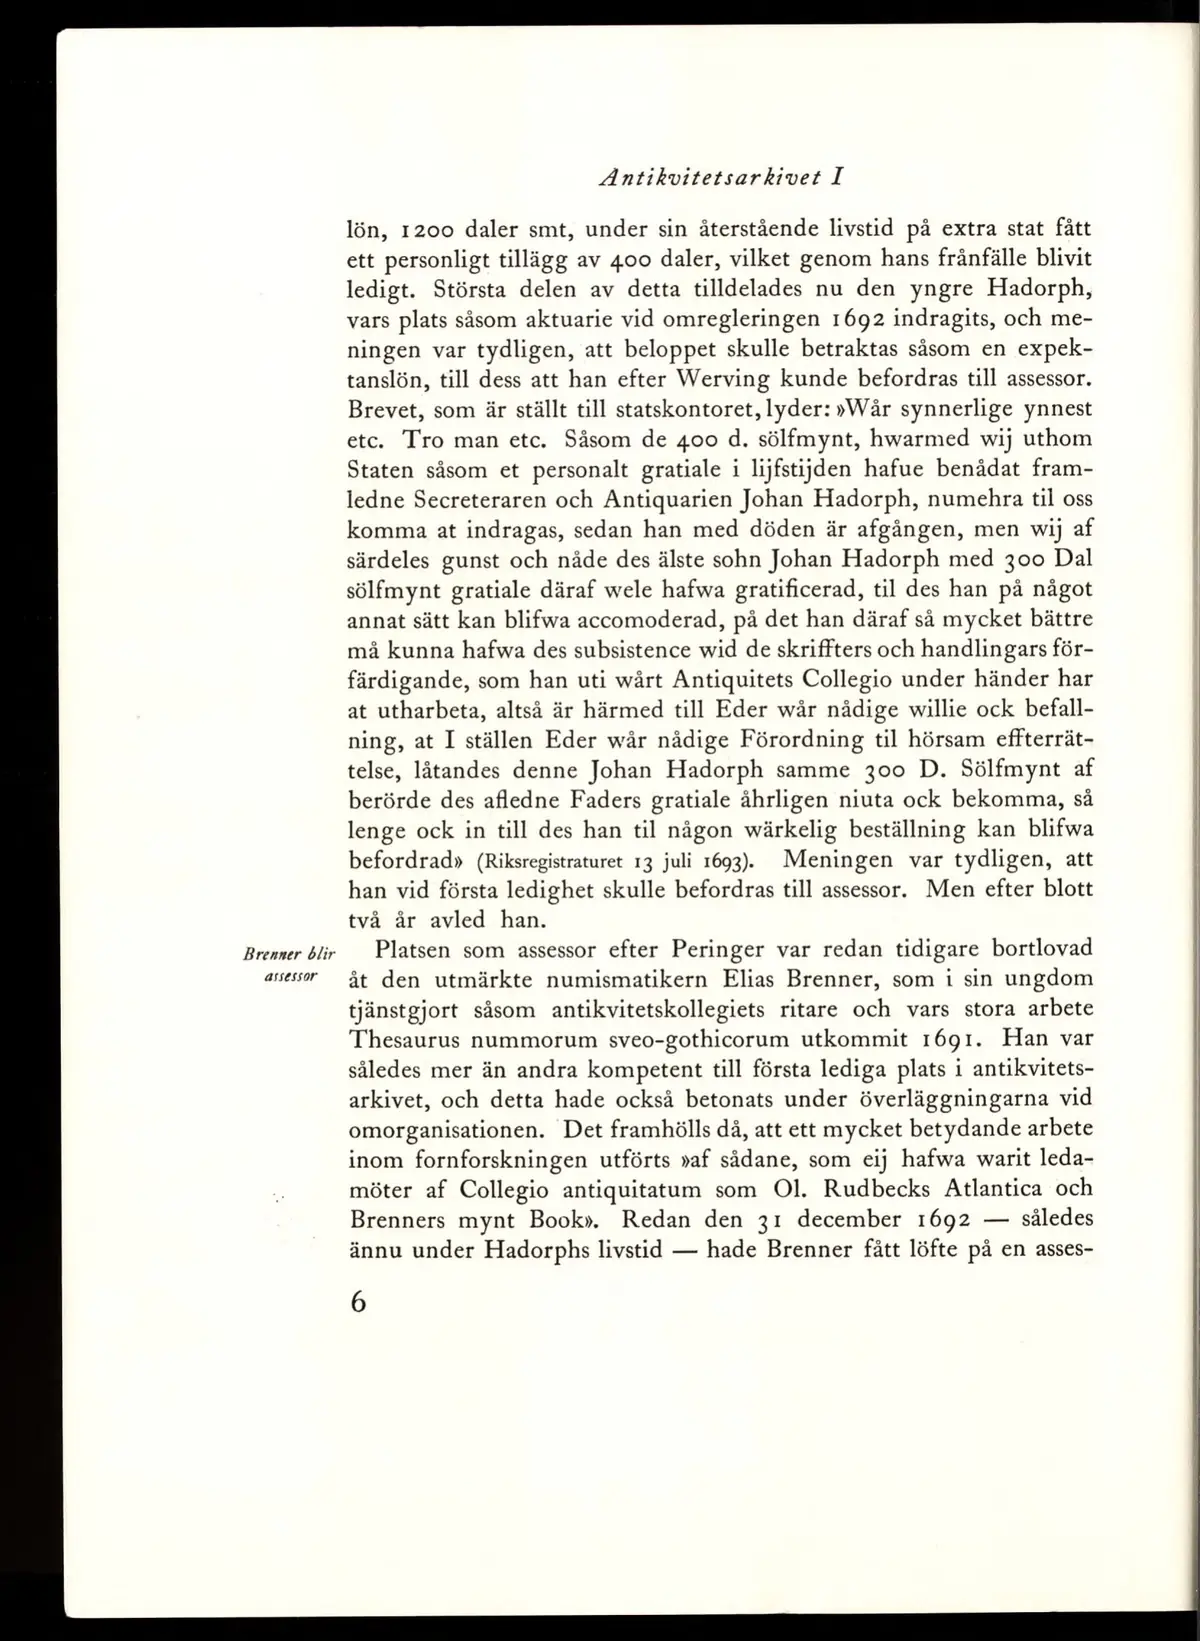 Antikvitetsarkivet I
lön, 1200 daler smt, under sin återstående livstid på extra stat fått
ett personligt tillägg av 400 daler, vilket genom hans frånfälle blivit
ledigt. Största delen av detta tilldelades nu den yngre Hadorph,
vars plats såsom aktuarie vid omregleringen 1692 indragits, och me-
ningen var tydligen, att beloppet skulle betraktas såsom en expek-
tanslön, till dess att han efter Werving kunde befordras till assessor.
Brevet, som är ställt till statskontoret, lyder: »Wår synnerlige ynnest
etc. Tro man etc. Såsom de 400 d. sölfmynt, hwarmed wij uthom
Staten såsom et personalt gratiale i lijfstijden hafue benådat fram-
ledne Secreteraren och Antiquarien Johan Hadorph, numehra til oss
komma at indragas, sedan han med döden är afgången, men wij af
särdeles gunst och nåde des älste sohn Johan Hadorph med 300 Dal
sölfmynt gratiale däraf wele hafwa gratificerad, til des han på något
annat sätt kan blifwa accomoderad, på det han däraf så mycket bättre
må kunna hafwa des subsistence wid de skriffters och handlingars för-
färdigande, som han uti wårt Antiquitets Collegio under händer har
at utharbeta, altså är härmed till Eder wår nådige willie ock befall-
ning, at I ställen Eder wår nådige Förordning til hörsam effterrät-
telse, låtandes denne Johan Hadorph samme 300 D. Sölfmynt af
berörde des afledne Faders gratiale åhrligen niuta ock bekomma, så
lenge ock in till des han til någon wärkelig beställning kan blifwa
befordrad» (Riksregistraturet 13 juli 1693). Meningen var tydligen, att
han vid första ledighet skulle befordras till assessor. Men efter blott
två år avled han.
Brenner blir
assessor
Platsen som assessor efter Peringer var redan tidigare bortlovad
åt den utmärkte numismatikern Elias Brenner, som i sin ungdom
tjänstgjort såsom antikvitetskollegiets ritare och vars stora arbete
Thesaurus nummorum sveo-gothicorum utkommit 1691. Han var
således mer än andra kompetent till första lediga plats i antikvitets-
arkivet, och detta hade också betonats under överläggningarna vid
omorganisationen. Det framhölls då, att ett mycket betydande arbete
inom fornforskningen utförts »af sådane, som eij hafwa warit leda-
möter af Collegio antiquitatum som Ol. Rudbecks Atlantica och
Brenners mynt Book». Redan den 31 december 1692 — således
ännu under Hadorphs livstid — hade Brenner fått löfte på en asses-
6